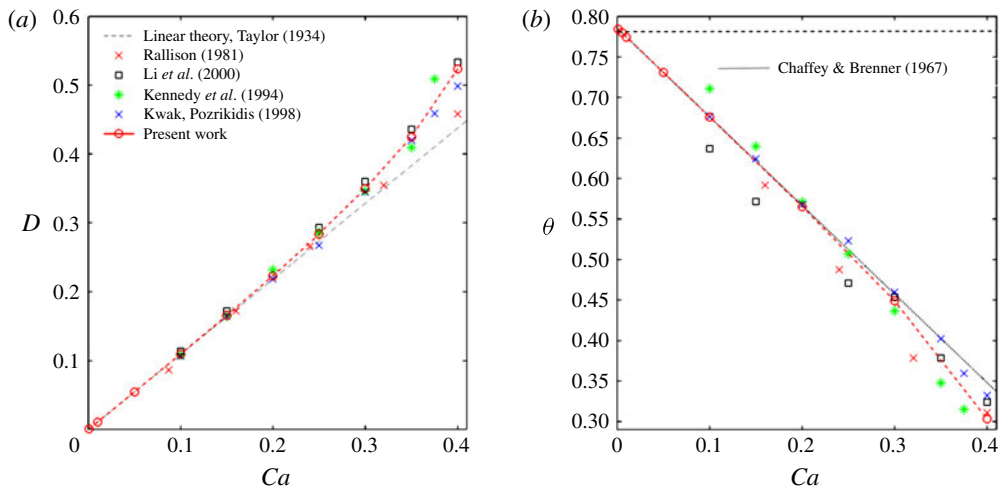 (a)
0.6
0.5
0.4
0.3
0.2
0.1
0
0.1
0.2
0.3
0.4
D
Ca
Linear theory, Taylor (1934)
Rallison (1981)
Li et al. (2000)
Kennedy et al. (1994)
Kwak, Pozrikidis (1998)
Present work
(b)
0.80
0.75
0.70
0.65
0.60
0.55
0.50
0.45
0.40
0.35
0.30
0
0.1
0.2
0.3
0.4
θ
Ca
Chaffey & Brenner (1967)